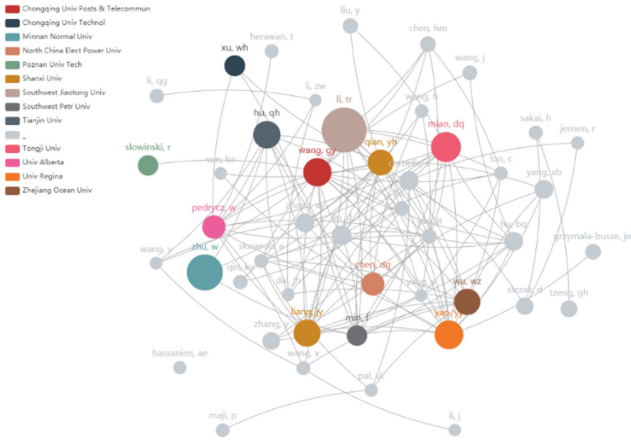 Chongqing Univ Posts & Telecommun
Chongqing Univ Technol
Minnan Normal Univ
North China Elect Power Univ
Poznan Univ Tech
Shanxi Univ
Southwest Jiaotong Univ
Southwest Petr Univ
Tianjin Univ
_
Tongji Univ
Univ Alberta
Univ Regina
Zhejiang Ocean Univ
liu, y
xu, wh
herawan, t
chen, hm
wang, j
li, qg
li, zw
li, tr
hu, qh
miao, dq
sakai, h
jensen, r
slowinski, r
wang, gy
qian, yh
luo, c
yang, xb
pedrycz, w
zhu, w
hu, bq
wang, y
chen, dg
wu, wz
grzymala-busse, jw
slezak, d
tzeng, gh
liang, jy
min, f
yao, yy
zhang, y
hassanien, ae
wang, x
maji, p
li, j